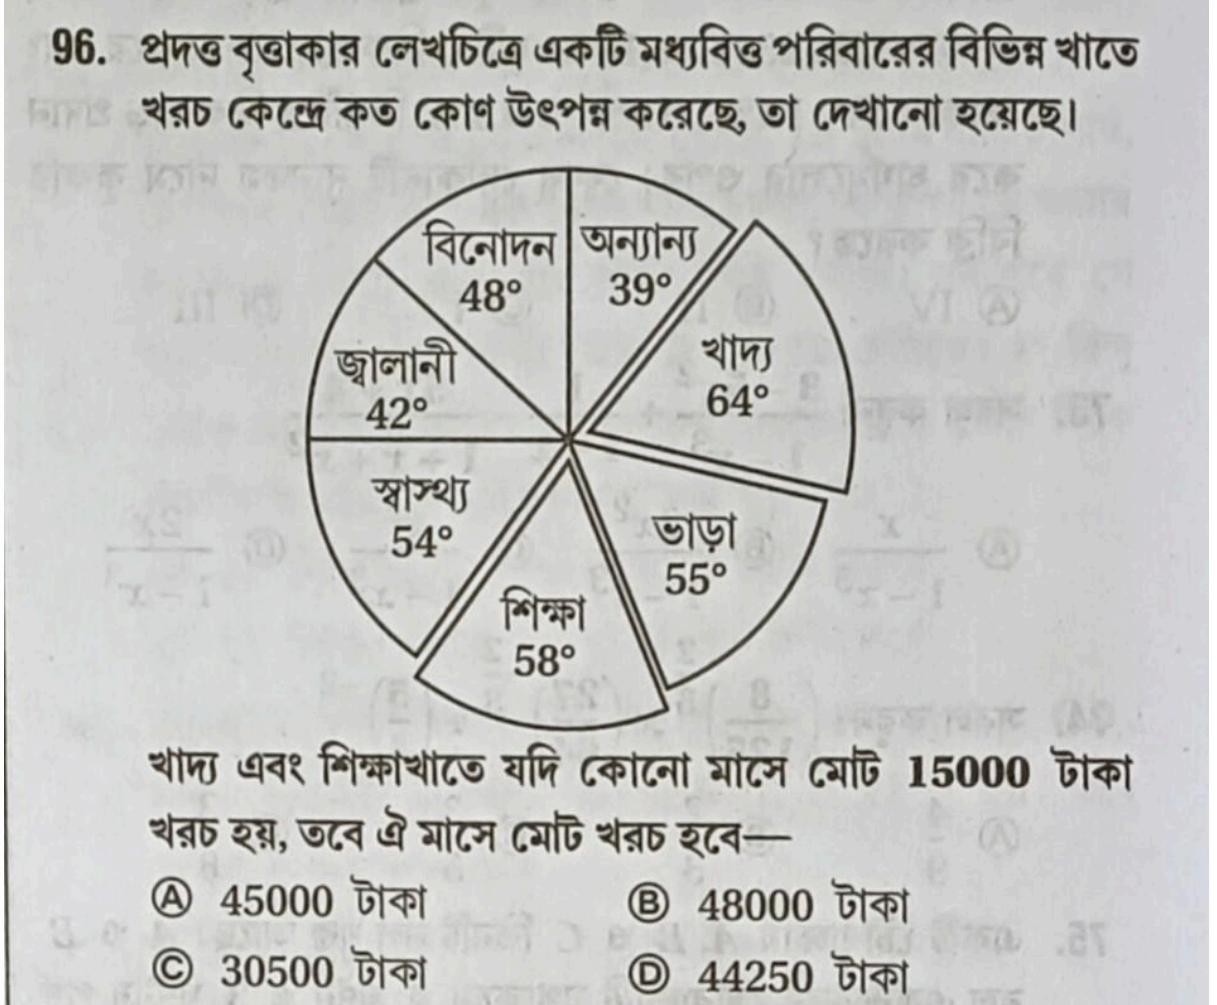 96. প্রদত্ত বৃত্তাকার লেখচিত্রে একটি মধ্যবিত্ত পরিবারের বিভিন্ন খাতে
খরচ কেন্দ্রে কত কোণ উৎপন্ন করেছে, তা দেখানো হয়েছে।
বিনোদন
48°
অন্যান্য
39°
খাদ্য
64°
জ্বালানী
42°
স্বাস্থ্য
54°
ভাড়া
55°
শিক্ষা
58°
খাদ্য এবং শিক্ষাখাতে যদি কোনো মাসে মোট 15000 টাকা
খরচ হয়, তবে ঐ মাসে মোট খরচ হবে—
Ⓐ 45000 টাকা Ⓑ 48000 টাকা
Ⓒ 30500 টাকা Ⓓ 44250 টাকা